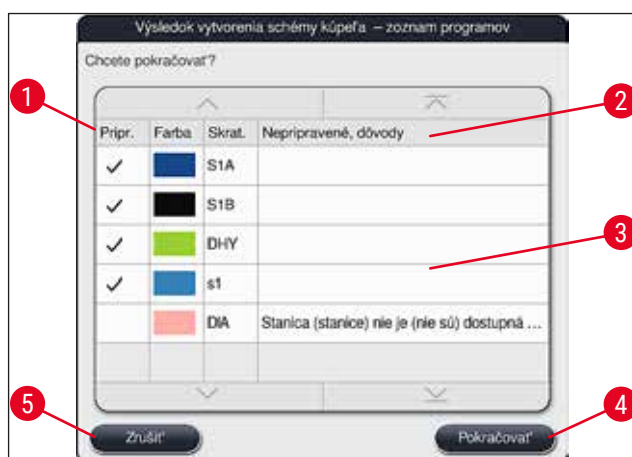 Výsledok vytvorenia schémy kúpeľa – zoznam programov
Chcete pokračovať?
1
2
Pripr. Farba Skrat. Nepripravené, dôvody
S1A
S1B
DHY
3
s1
DIA Stanica (stanice) nie je (nie sú) dostupná ...
5
4
Zrušiť
Pokračovať